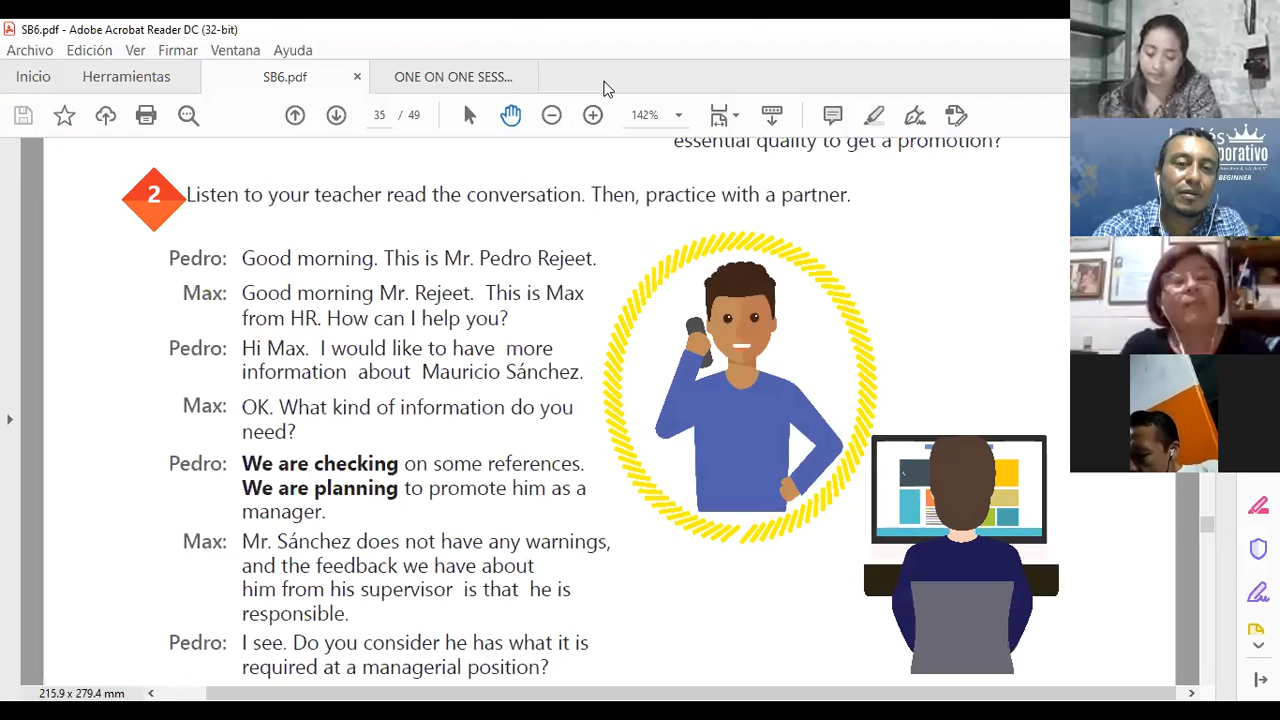 SB6.pdf - Adobe Acrobat Reader DC (32-bit)
Archivo Edición Ver Firmar Ventana Ayuda
Inicio Herramientas SB6.pdf × ONE ON ONE SESS...
35 / 49 142%
essential quality to get a promotion?
2 Listen to your teacher read the conversation. Then, practice with a partner.
Pedro: Good morning. This is Mr. Pedro Rejeet.
Max: Good morning Mr. Rejeet. This is Max
from HR. How can I help you?
Pedro: Hi Max. I would like to have more
information about Mauricio Sánchez.
Max: OK. What kind of information do you
need?
Pedro: We are checking on some references.
We are planning to promote him as a
manager.
Max: Mr. Sánchez does not have any warnings,
and the feedback we have about
him from his supervisor is that he is
responsible.
Pedro: I see. Do you consider he has what it is
required at a managerial position?
215.9 x 279.4 mm
BEGINNER